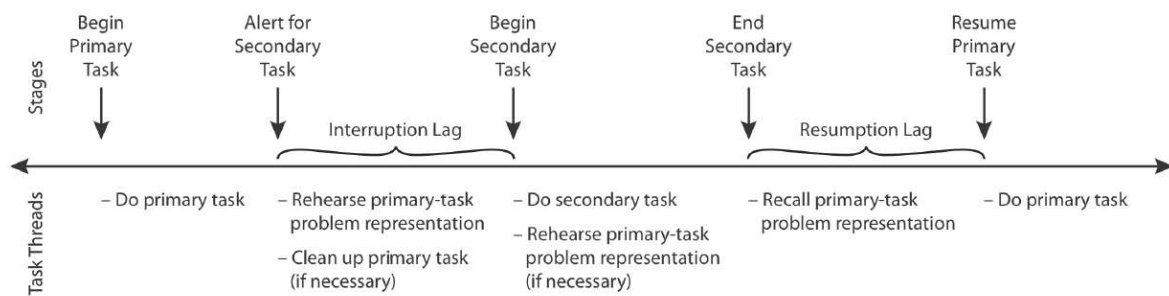 Stages
Begin
Primary
Task
Alert for
Secondary
Task
Begin
Secondary
Task
End
Secondary
Task
Resume
Primary
Task
Interruption Lag
Resumption Lag
Task Threads
– Do primary task
– Rehearse primary-task
problem representation
– Clean up primary task
(if necessary)
– Do secondary task
– Rehearse primary-task
problem representation
(if necessary)
– Recall primary-task
problem representation
– Do primary task